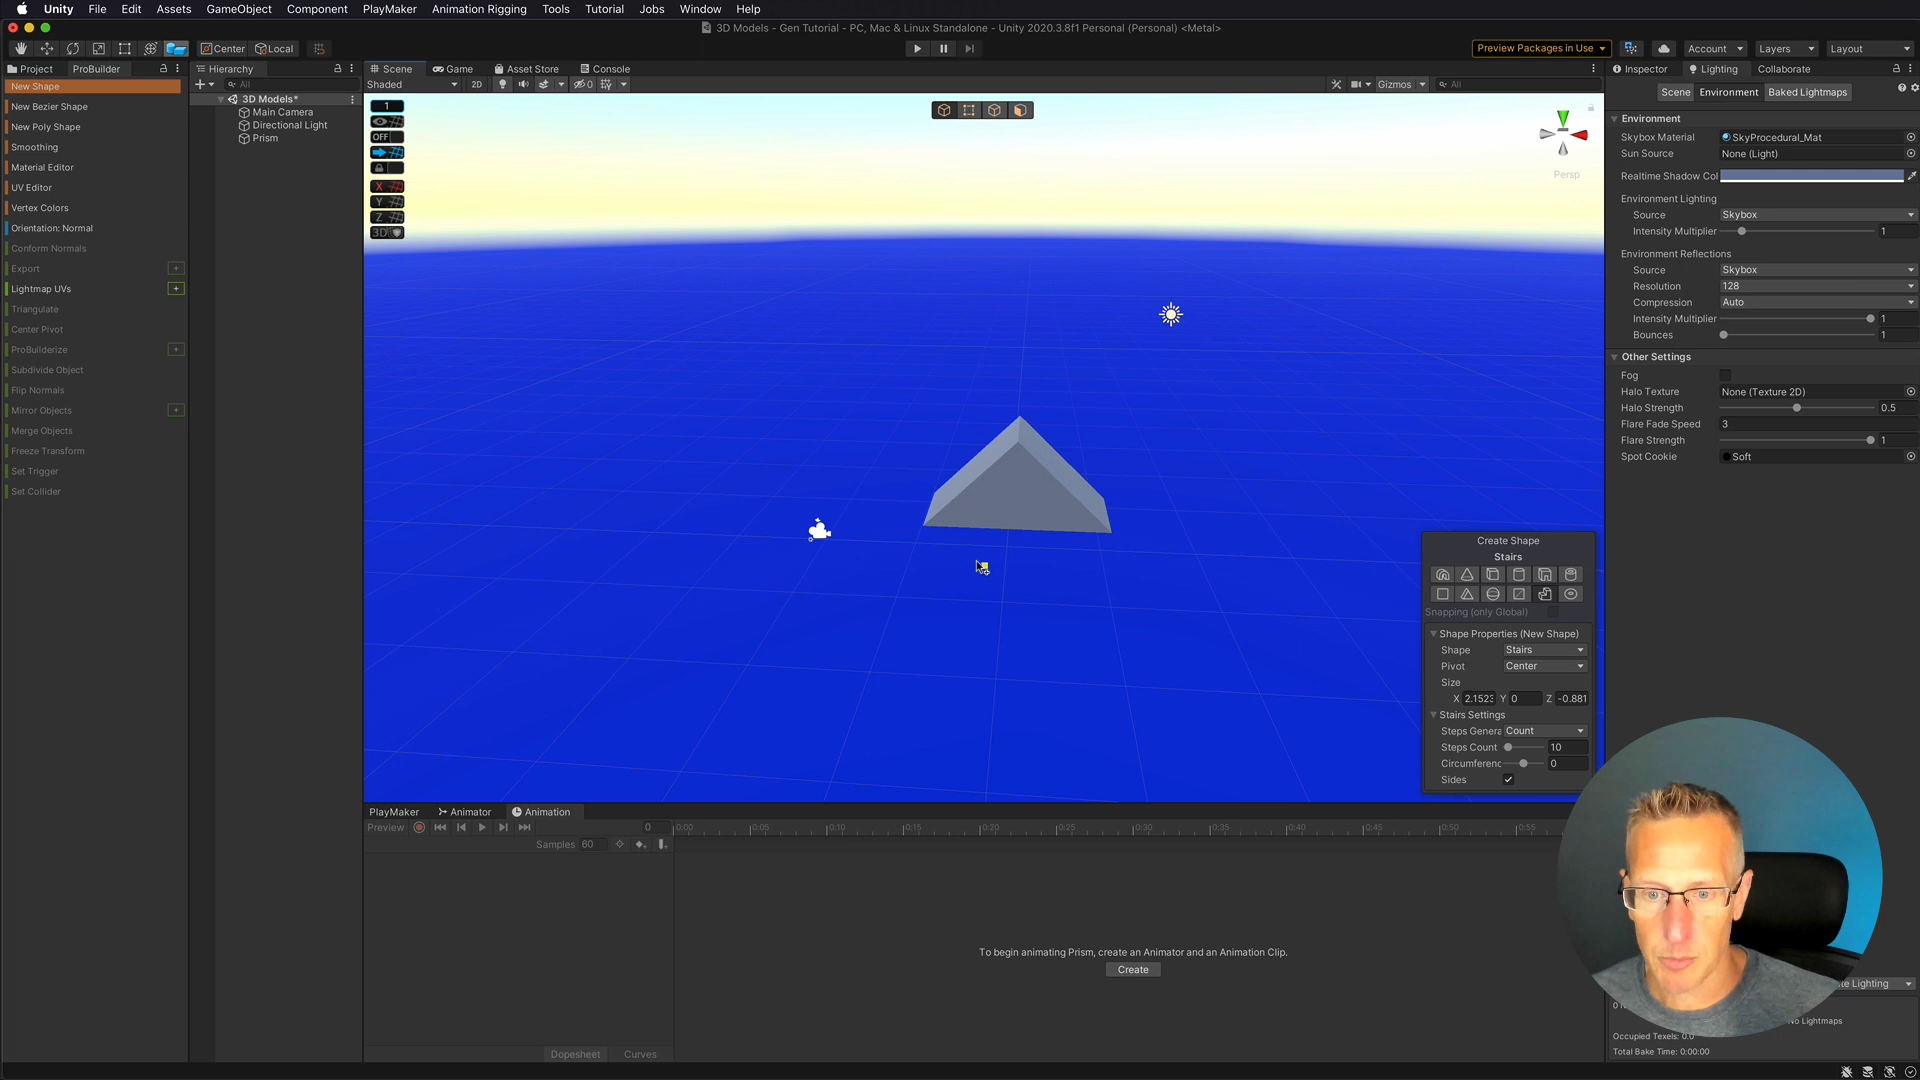 Unity File Edit Assets GameObject Component PlayMaker Animation Rigging Tools Tutorial Jobs Window Help
3D Models - Gen Tutorial - PC, Mac & Linux Standalone - Unity 2020.3.8f1 Personal (Personal) <Metal>
Center Local Preview Packages in Use Account Layers Layout
Project ProBuilder Hierarchy Scene Game Asset Store Console Inspector Lighting Collaborate
New Shape
New Bezier Shape
New Poly Shape
Smoothing
Material Editor
UV Editor
Vertex Colors
Orientation: Normal
Conform Normals
Export
Lightmap UVs
Triangulate
Center Pivot
ProBuilderize
Subdivide Object
Flip Normals
Mirror Objects
Merge Objects
Freeze Transform
Set Trigger
Set Collider
All
3D Models*
Main Camera
Directional Light
Prism
Shaded 2D 0 Gizmos All
1
OFF
X
Y
Z
3D
Persp
Create Shape
Stairs
Snapping (only Global)
Shape Properties (New Shape)
Shape Stairs
Pivot Center
Size
X 2.1523 Y 0 Z -0.881
Stairs Settings
Steps Genera Count
Steps Count 10
Circumferenc 0
Sides
Scene Environment Baked Lightmaps
Environment
Skybox Material SkyProcedural_Mat
Sun Source None (Light)
Realtime Shadow Col
Environment Lighting
Source Skybox
Intensity Multiplier 1
Environment Reflections
Source Skybox
Resolution 128
Compression Auto
Intensity Multiplier 1
Bounces 1
Other Settings
Fog
Halo Texture None (Texture 2D)
Halo Strength 0.5
Flare Fade Speed 3
Flare Strength 1
Spot Cookie Soft
PlayMaker Animator Animation
Preview 0 0:00 0:05 0:10 0:15 0:20 0:25 0:30 0:35 0:40 0:45 0:50 0:55
Samples 60
To begin animating Prism, create an Animator and an Animation Clip.
Create
Dopesheet Curves
te Lighting
No Lightmaps
Occupied Texels: 0.0
Total Bake Time: 0:00:00